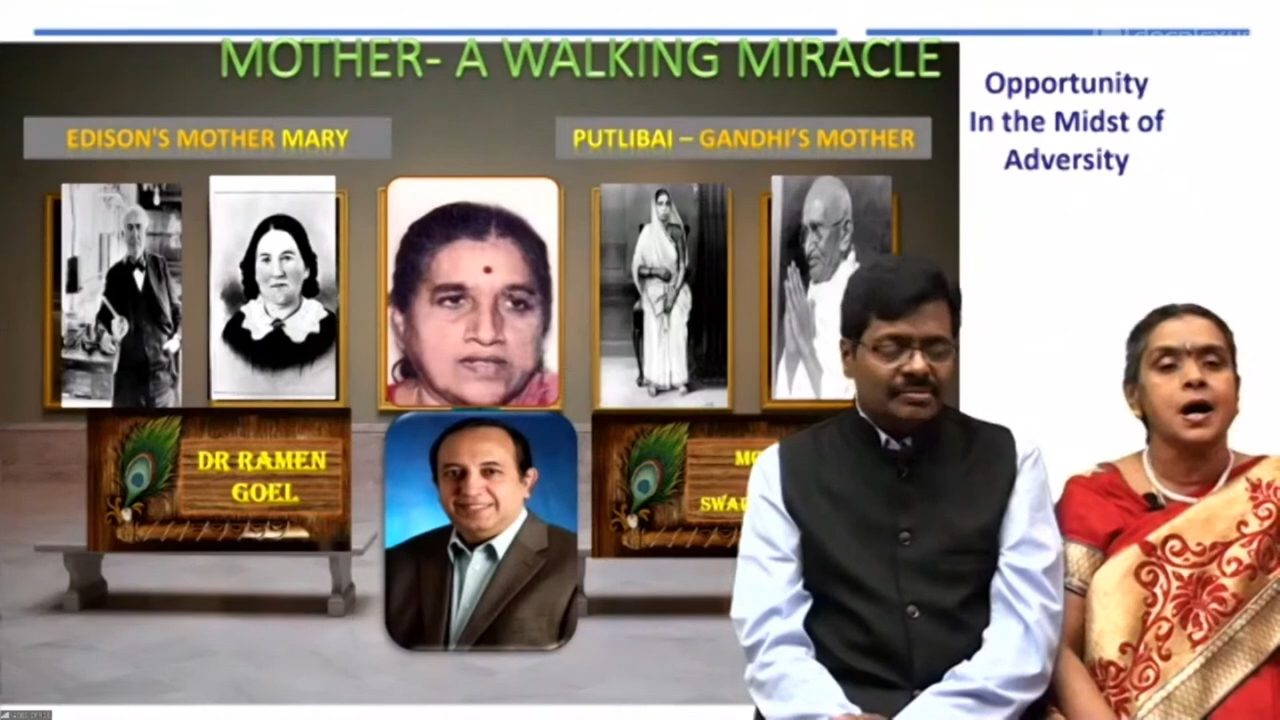 MOTHER- A WALKING MIRACLE
Opportunity
In the Midst of
Adversity
EDISON'S MOTHER MARY
PUTLIBAI – GANDHI'S MOTHER
DR RAMEN
GOEL